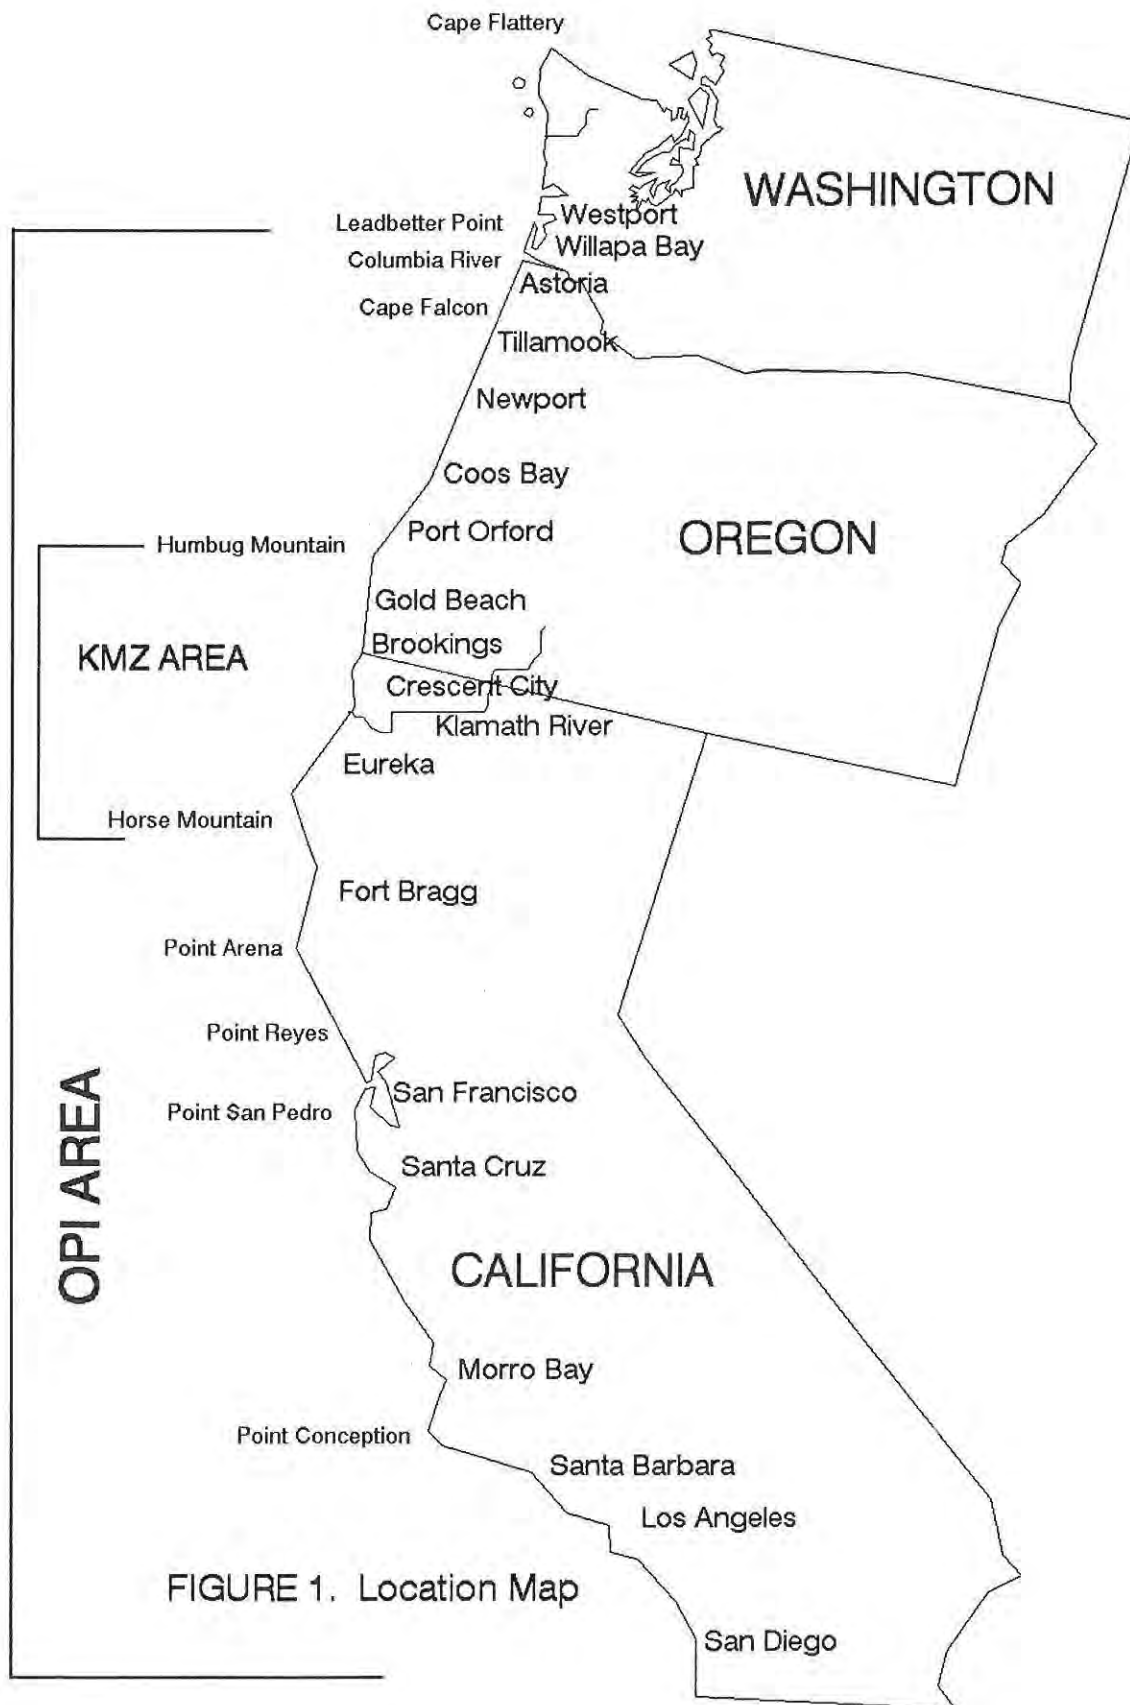 Cape Flattery
WASHINGTON
Westport
Leadbetter Point
Willapa Bay
Columbia River
Astoria
Cape Falcon
Tillamook
Newport
Coos Bay
Port Orford
OREGON
Humbug Mountain
Gold Beach
Brookings
KMZ AREA
Crescent City
Klamath River
Eureka
Horse Mountain
Fort Bragg
Point Arena
Point Reyes
San Francisco
Point San Pedro
Santa Cruz
OPI AREA
CALIFORNIA
Morro Bay
Point Conception
Santa Barbara
Los Angeles
FIGURE 1. Location Map
San Diego